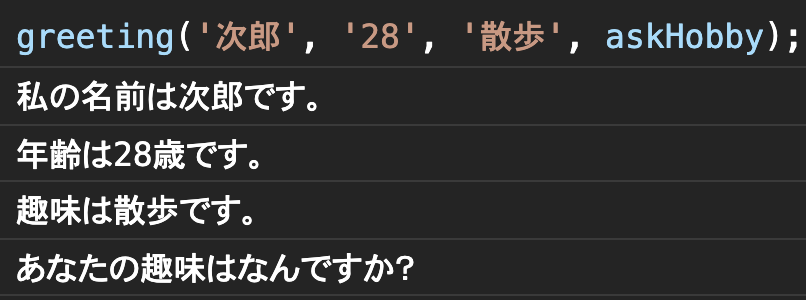 greeting('次郎', '28', '散歩', askHobby);
私の名前は次郎です。
年齢は28歳です。
趣味は散歩です。
あなたの趣味はなんですか?